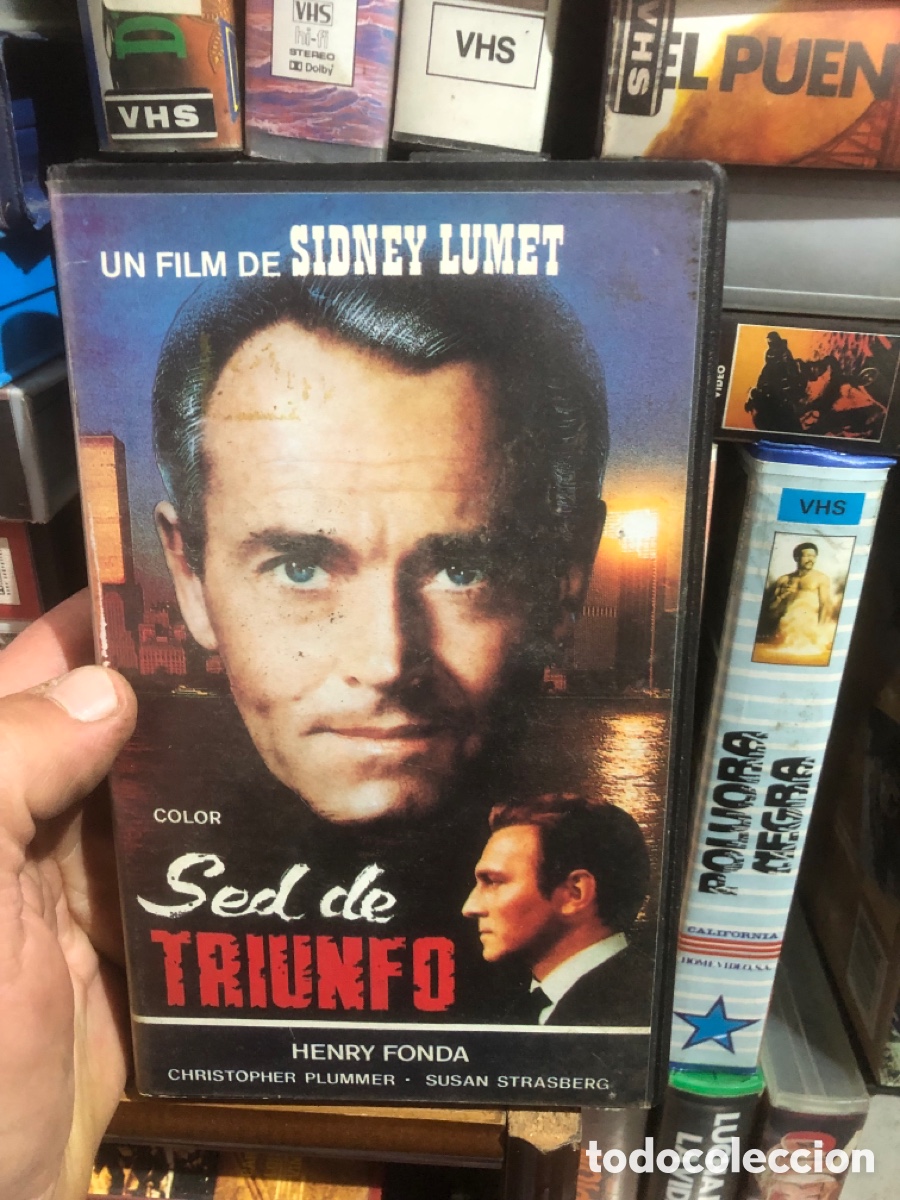 VHS
VHS
hi-fi
STEREO
Dolby
VHS
VHS
EL PUEN
UN FILM DE SIDNEY LUMET
VIDEO
VHS
COLOR
Sed de
TRIUNFO
HENRY FONDA
CHRISTOPHER PLUMMER · SUSAN STRASBERG
POLVORA
NEGRA
CALIFORNIA
HOME VIDEO, S.A.
todocoleccion